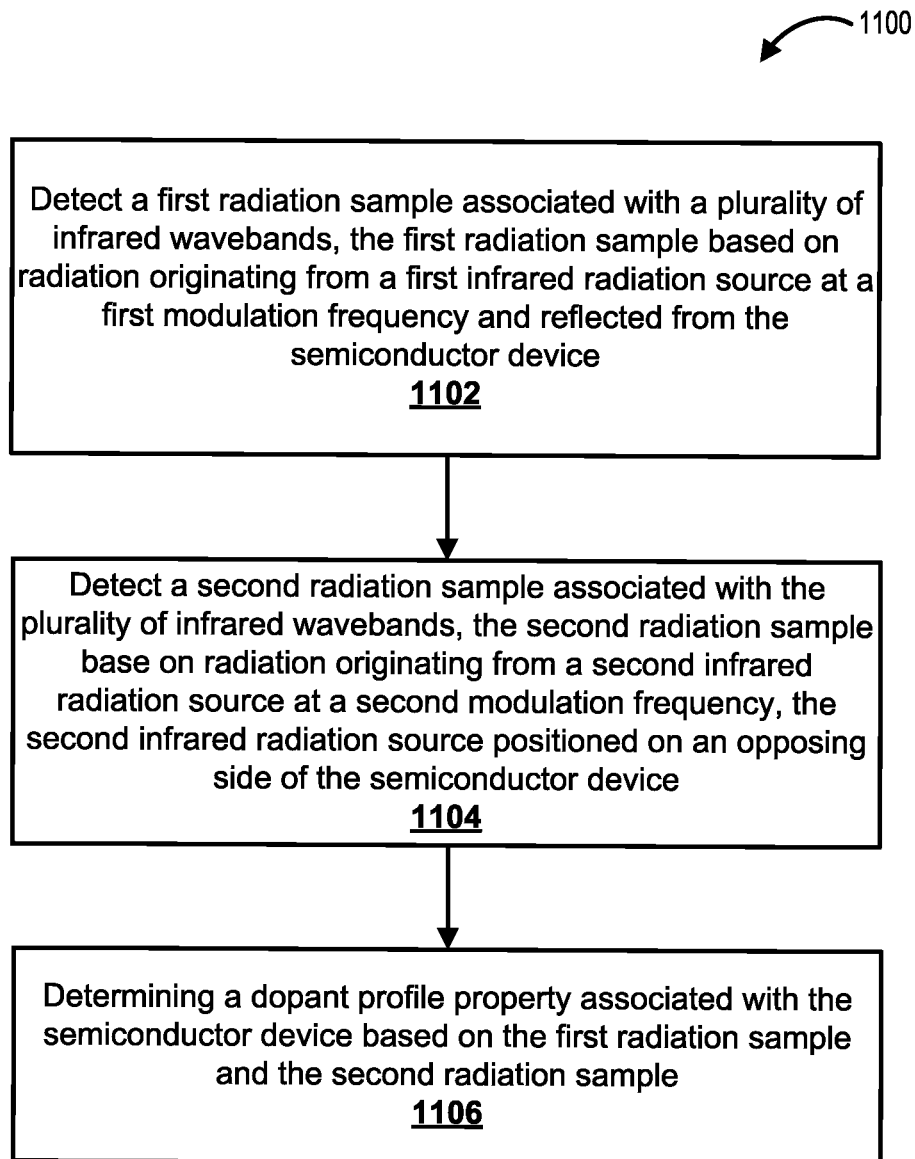 1100
Detect a first radiation sample associated with a plurality of
infrared wavebands, the first radiation sample based on
radiation originating from a first infrared radiation source at a
first modulation frequency and reflected from the
semiconductor device
1102
Detect a second radiation sample associated with the
plurality of infrared wavebands, the second radiation sample
base on radiation originating from a second infrared
radiation source at a second modulation frequency, the
second infrared radiation source positioned on an opposing
side of the semiconductor device
1104
Determining a dopant profile property associated with the
semiconductor device based on the first radiation sample
and the second radiation sample
1106